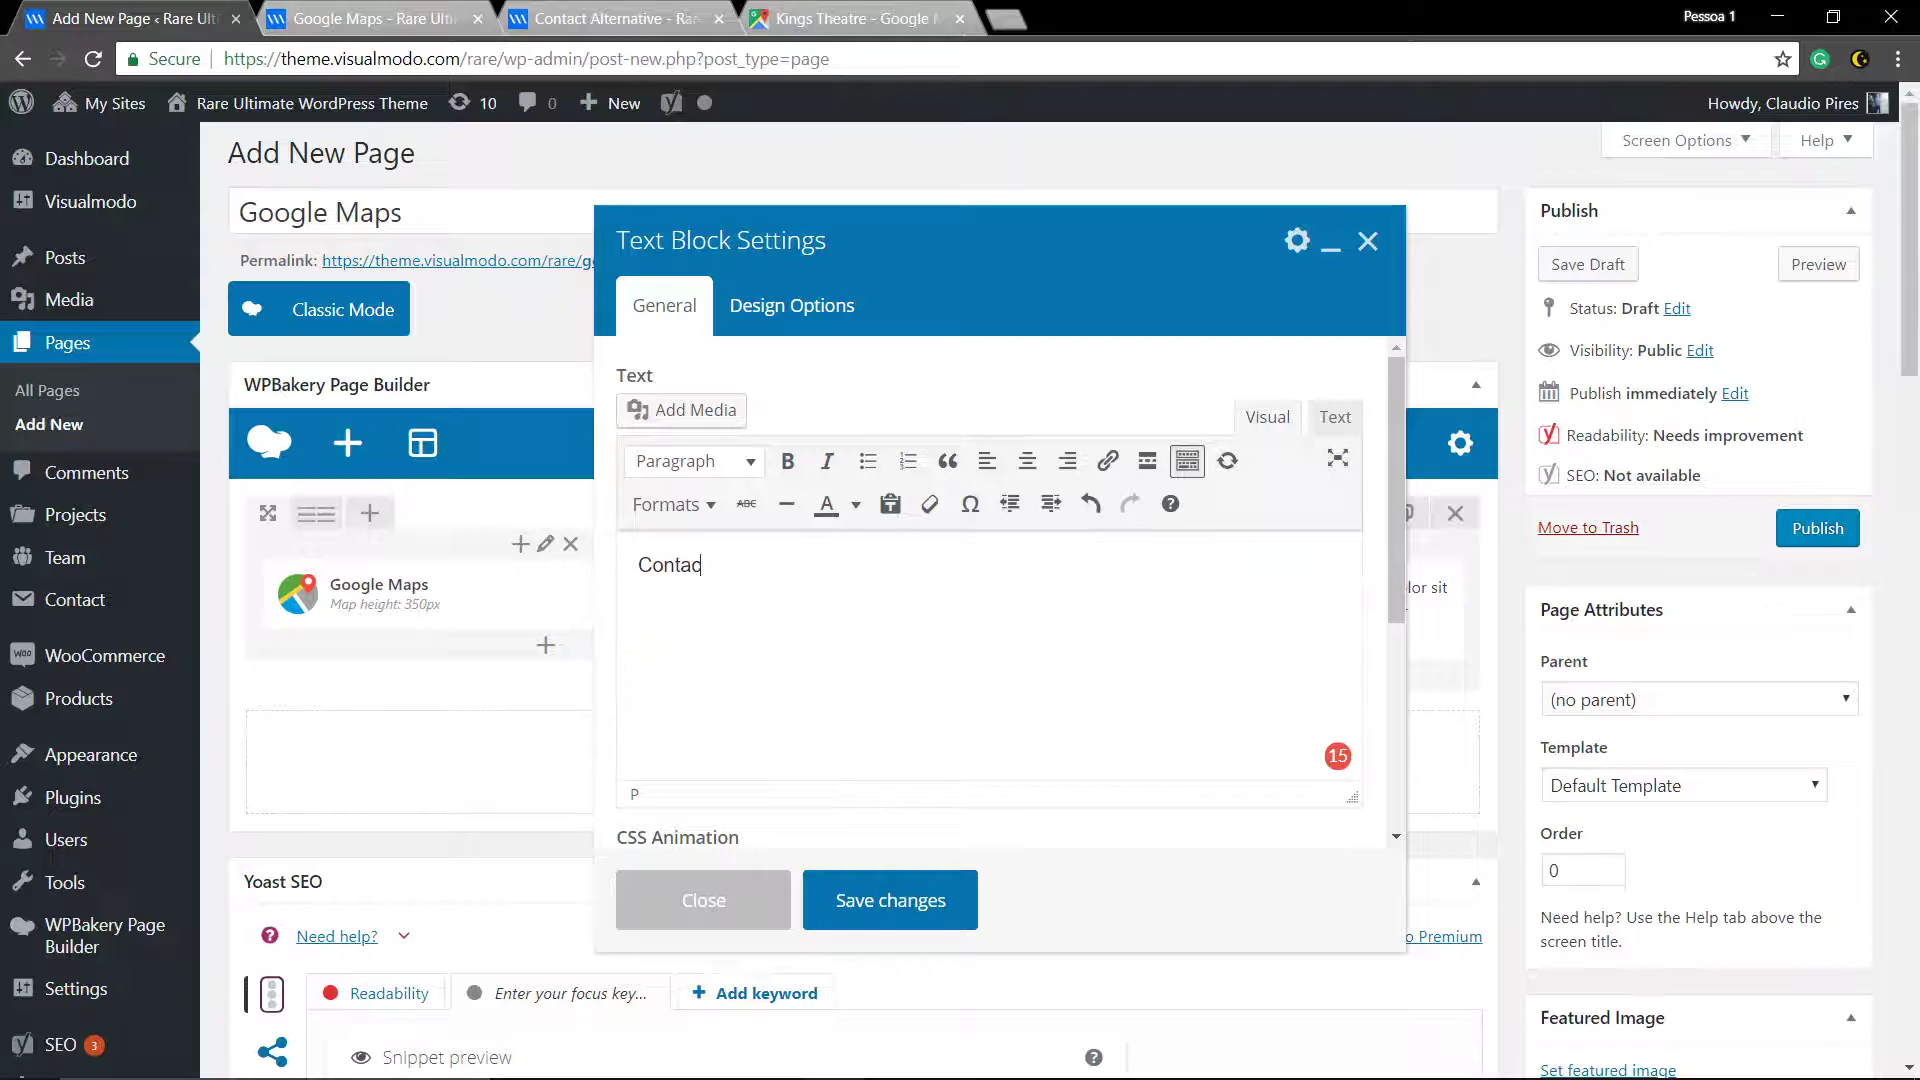 Add New Page ‹ Rare Ulti
Google Maps - Rare Ulti
Contact Alternative - Ra
Kings Theatre - Google M
Pessoa 1
Secure
https://theme.visualmodo.com/rare/wp-admin/post-new.php?post_type=page
My Sites
Rare Ultimate WordPress Theme
10
0
New
Howdy, Claudio Pires
Dashboard
Visualmodo
Posts
Media
Pages
All Pages
Add New
Comments
Projects
Team
Contact
WooCommerce
Products
Appearance
Plugins
Users
Tools
WPBakery Page
Builder
Settings
SEO 3
Add New Page
Screen Options
Help
Google Maps
Permalink: https://theme.visualmodo.com/rare/g
Classic Mode
WPBakery Page Builder
Google Maps
Map height: 350px
lor sit
Text Block Settings
General
Design Options
Text
Add Media
Visual
Text
Paragraph
B I
Formats
ABC
A
Ω
Contac
15
P
CSS Animation
Close
Save changes
Yoast SEO
Need help?
o Premium
Readability
Enter your focus key...
Add keyword
Snippet preview
Publish
Save Draft
Preview
Status: Draft Edit
Visibility: Public Edit
Publish immediately Edit
Readability: Needs improvement
SEO: Not available
Move to Trash
Publish
Page Attributes
Parent
(no parent)
Template
Default Template
Order
0
Need help? Use the Help tab above the
screen title.
Featured Image
Set featured image